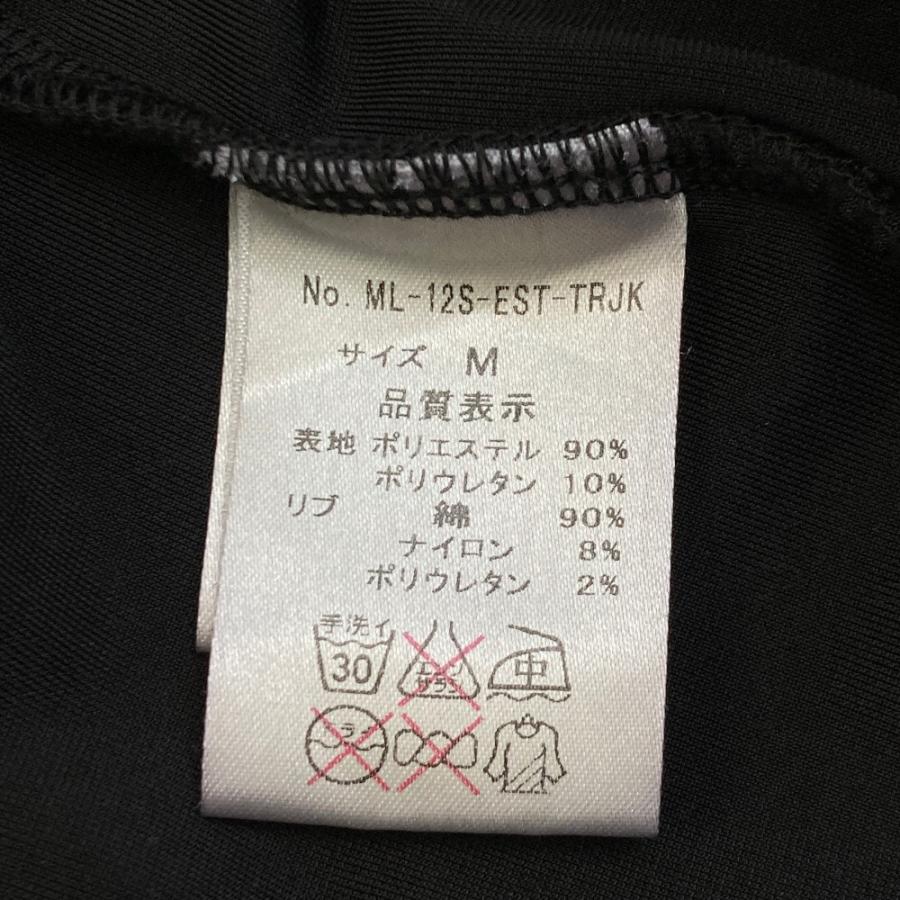 No. ML-12S-EST-TRJK
サイズ M
品質表示
表地 ポリエステル 90%
ポリウレタン 10%
リブ 綿 90%
ナイロン 8%
ポリウレタン 2%
手洗イ
30
エンソ
サラシ
中